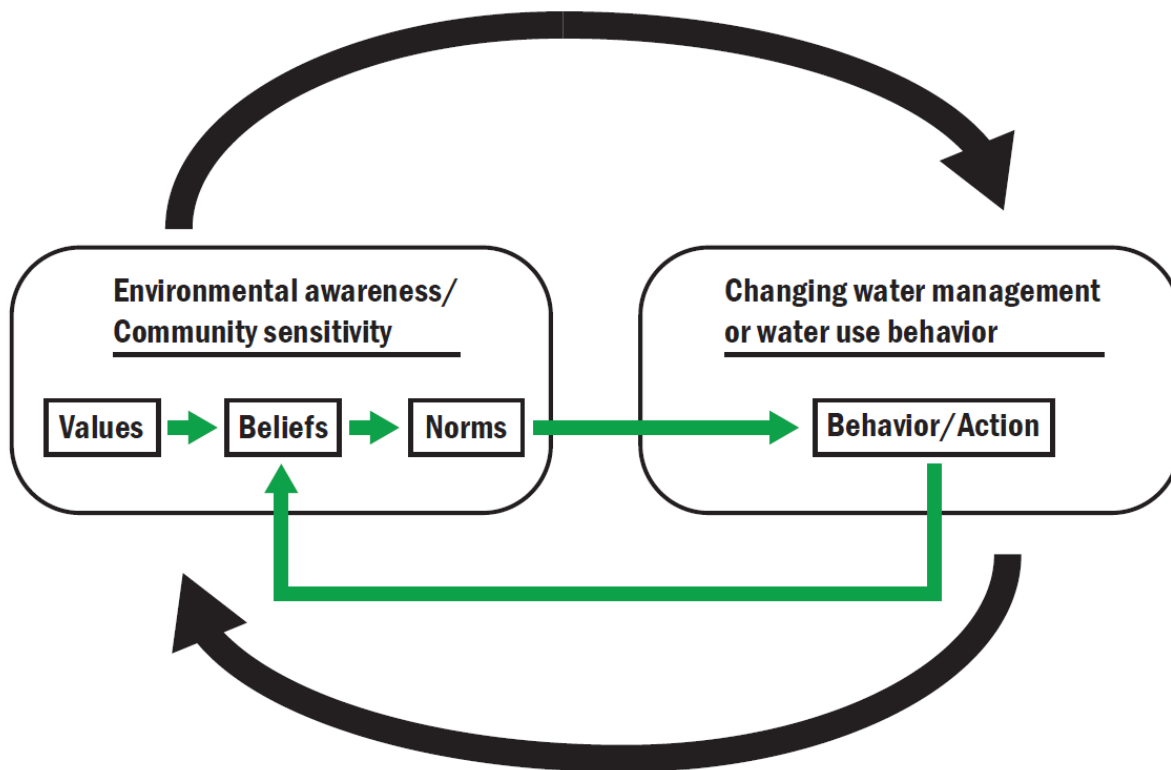 Environmental awareness/
Community sensitivity
Values
Beliefs
Norms
Changing water management
or water use behavior
Behavior/Action